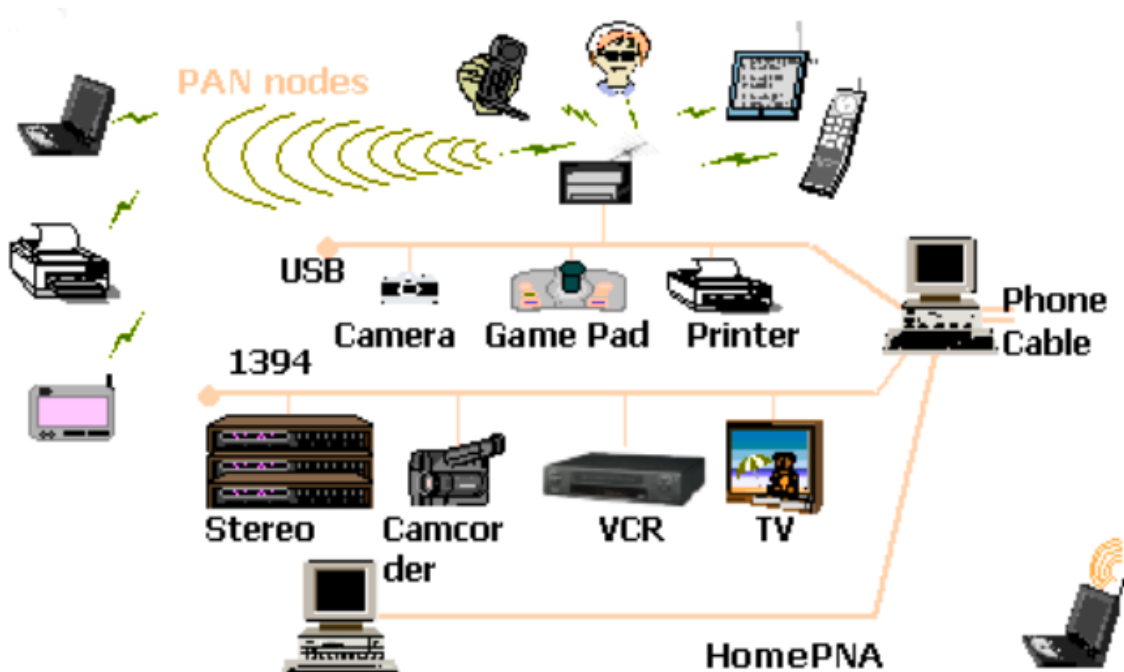 PAN nodes
USB
Camera
Game Pad
Printer
Phone
Cable
1394
Stereo
Camcor
der
VCR
TV
HomePNA